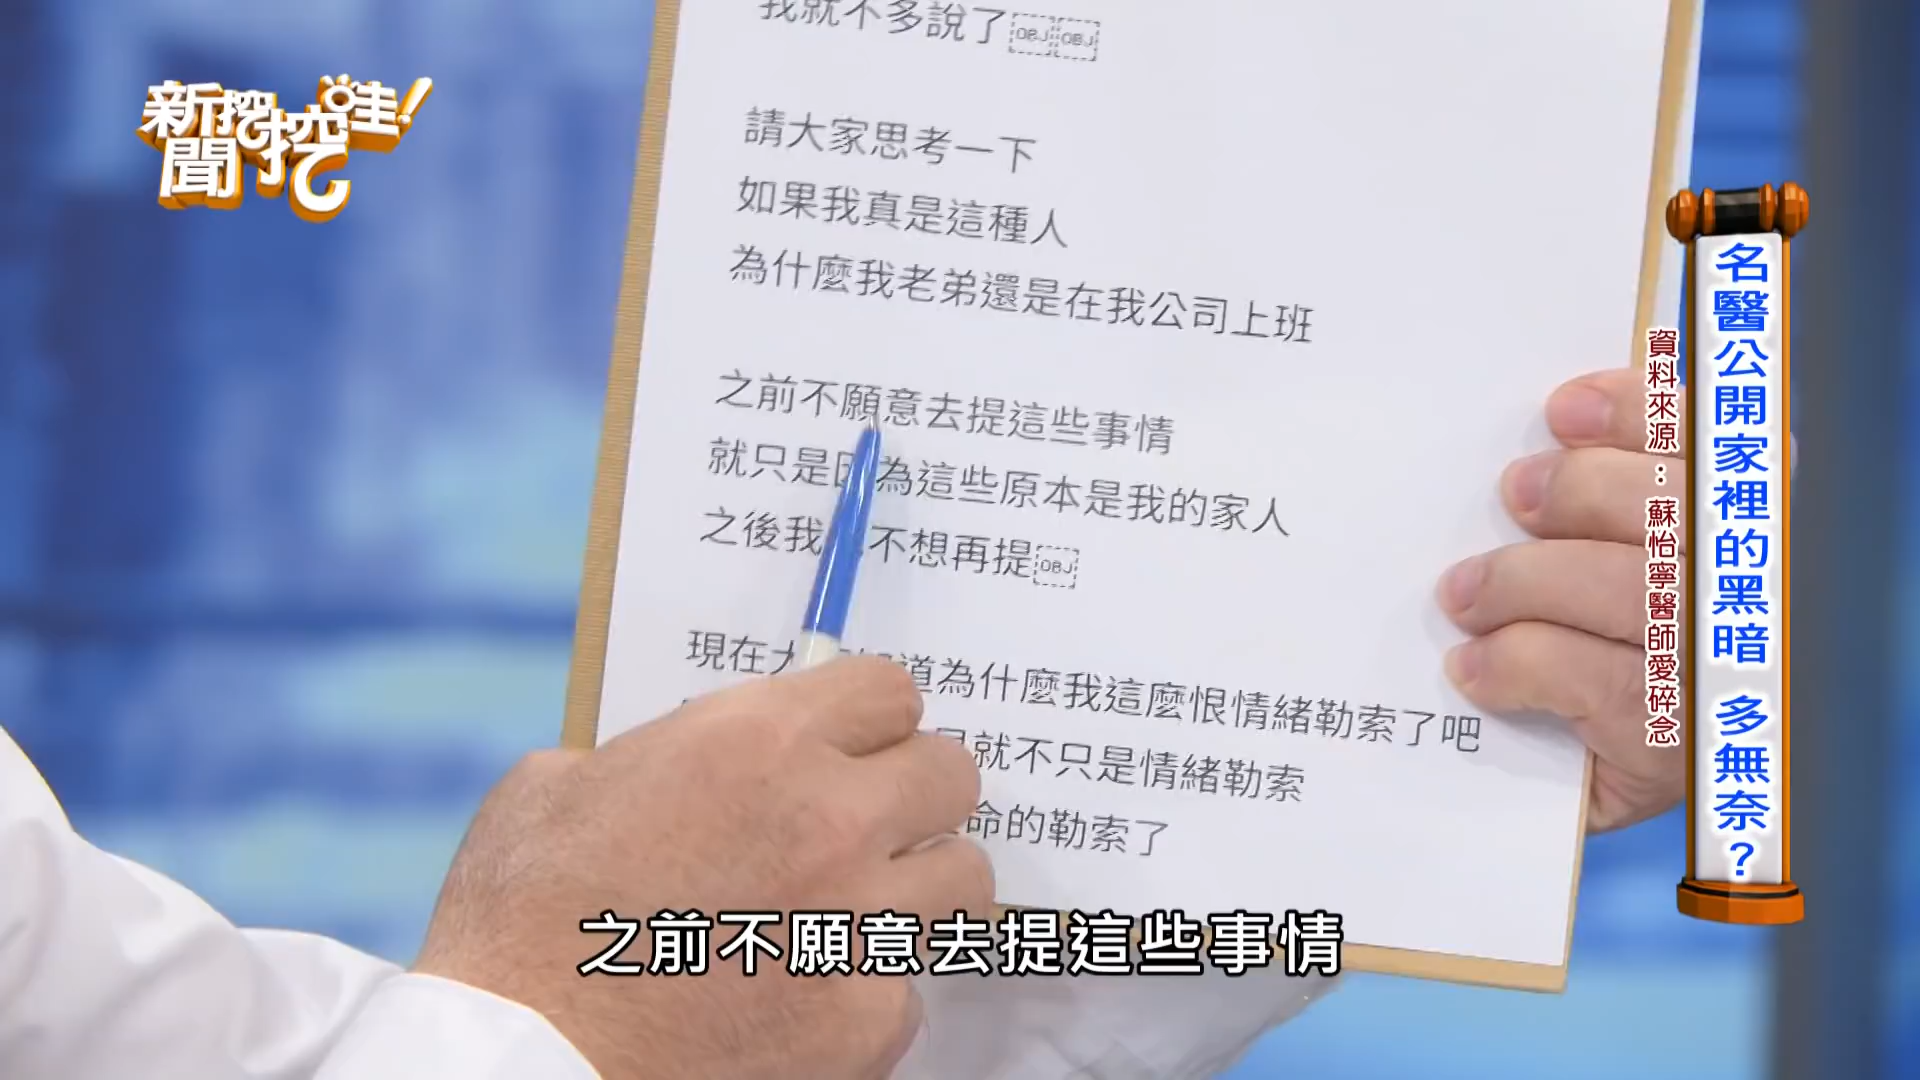 新聞挖挖哇!
我就不多說了
請大家思考一下
如果我真是這種人
為什麼我老弟還是在我公司上班
之前不願意去提這些事情
就只是因為這些原本是我的家人
之後我 不想再提
現在大 道為什麼我這麼恨情緒勒索了吧
就不只是情緒勒索
命的勒索了
名醫公開家裡的黑暗 多無奈?
資料來源:蘇怡寧醫師愛碎念
之前不願意去提這些事情